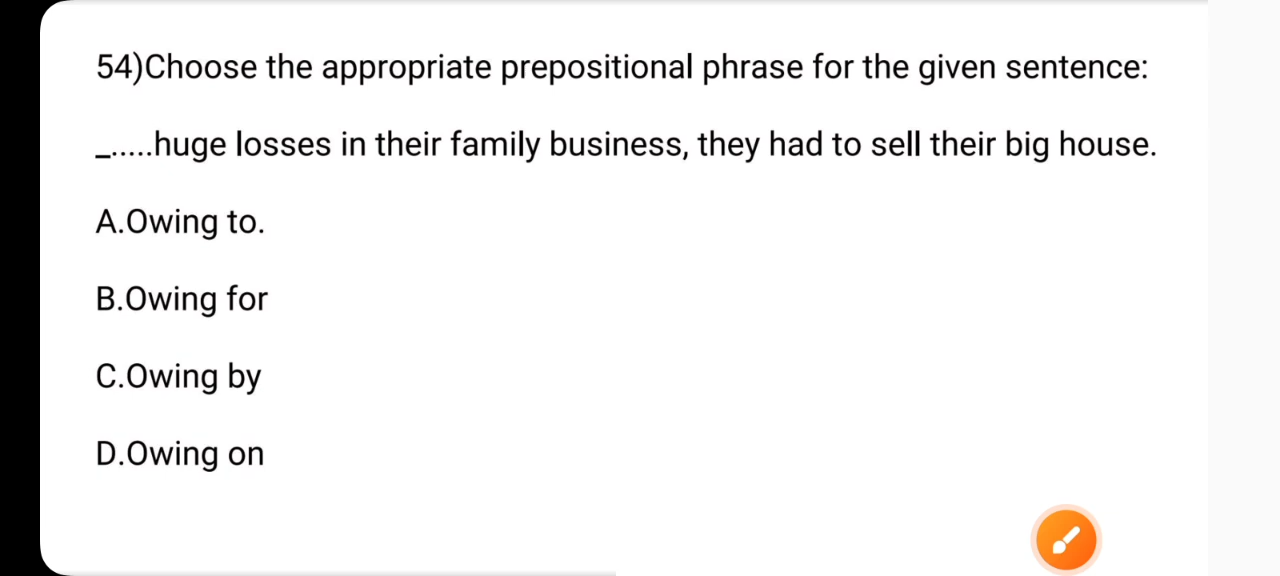 54)Choose the appropriate prepositional phrase for the given sentence:
_.....huge losses in their family business, they had to sell their big house.
A.Owing to.
B.Owing for
C.Owing by
D.Owing on